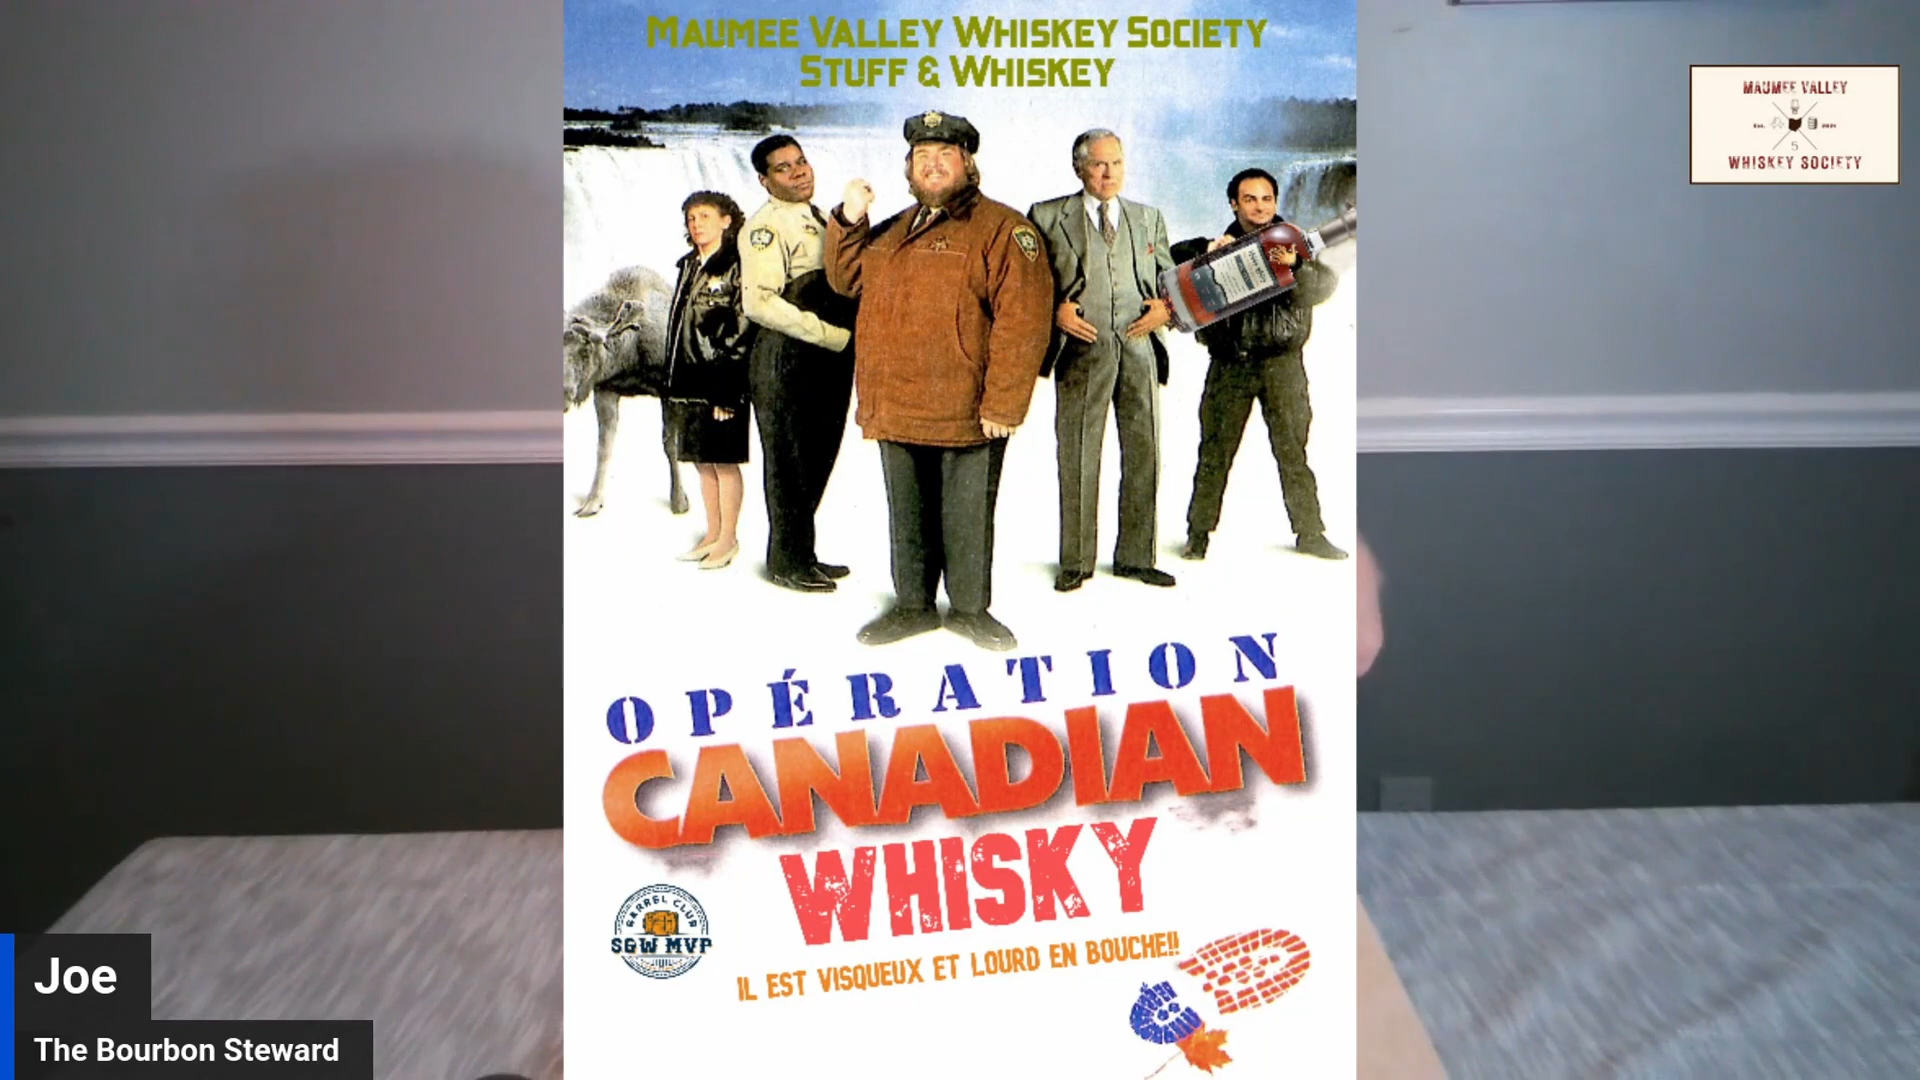 MAUMEE VALLEY WHISKEY SOCIETY
STUFF & WHISKEY
MAUMEE VALLEY
5
WHISKEY SOCIETY
OPÉRATION
CANADIAN
WHISKY
BARREL CLUB
S&W MVP
IL EST VISQUEUX ET LOURD EN BOUCHE!!
Joe
The Bourbon Steward